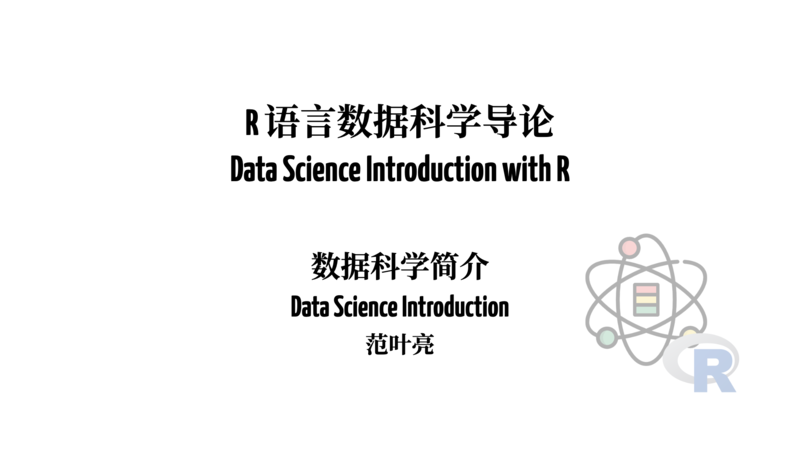 R 语言数据科学导论
Data Science Introduction with R
数据科学简介
Data Science Introduction
范叶亮
R